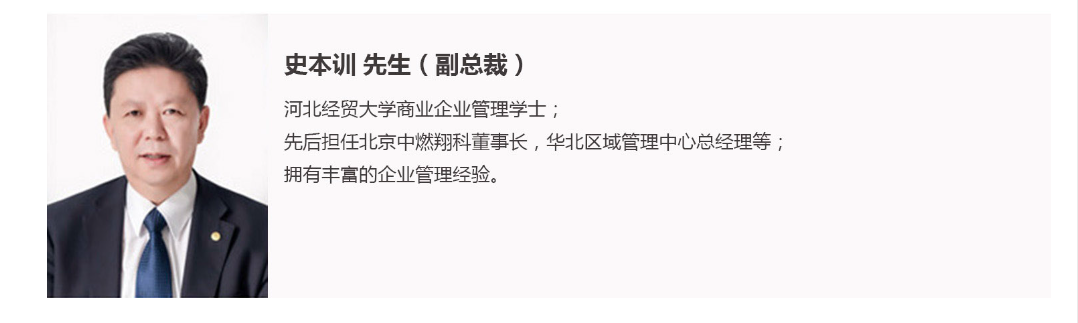 史本训 先生（副总裁）
河北经贸大学商业企业管理学士；
先后担任北京中燃翔科董事长，华北区域管理中心总经理等；
拥有丰富的企业管理经验。